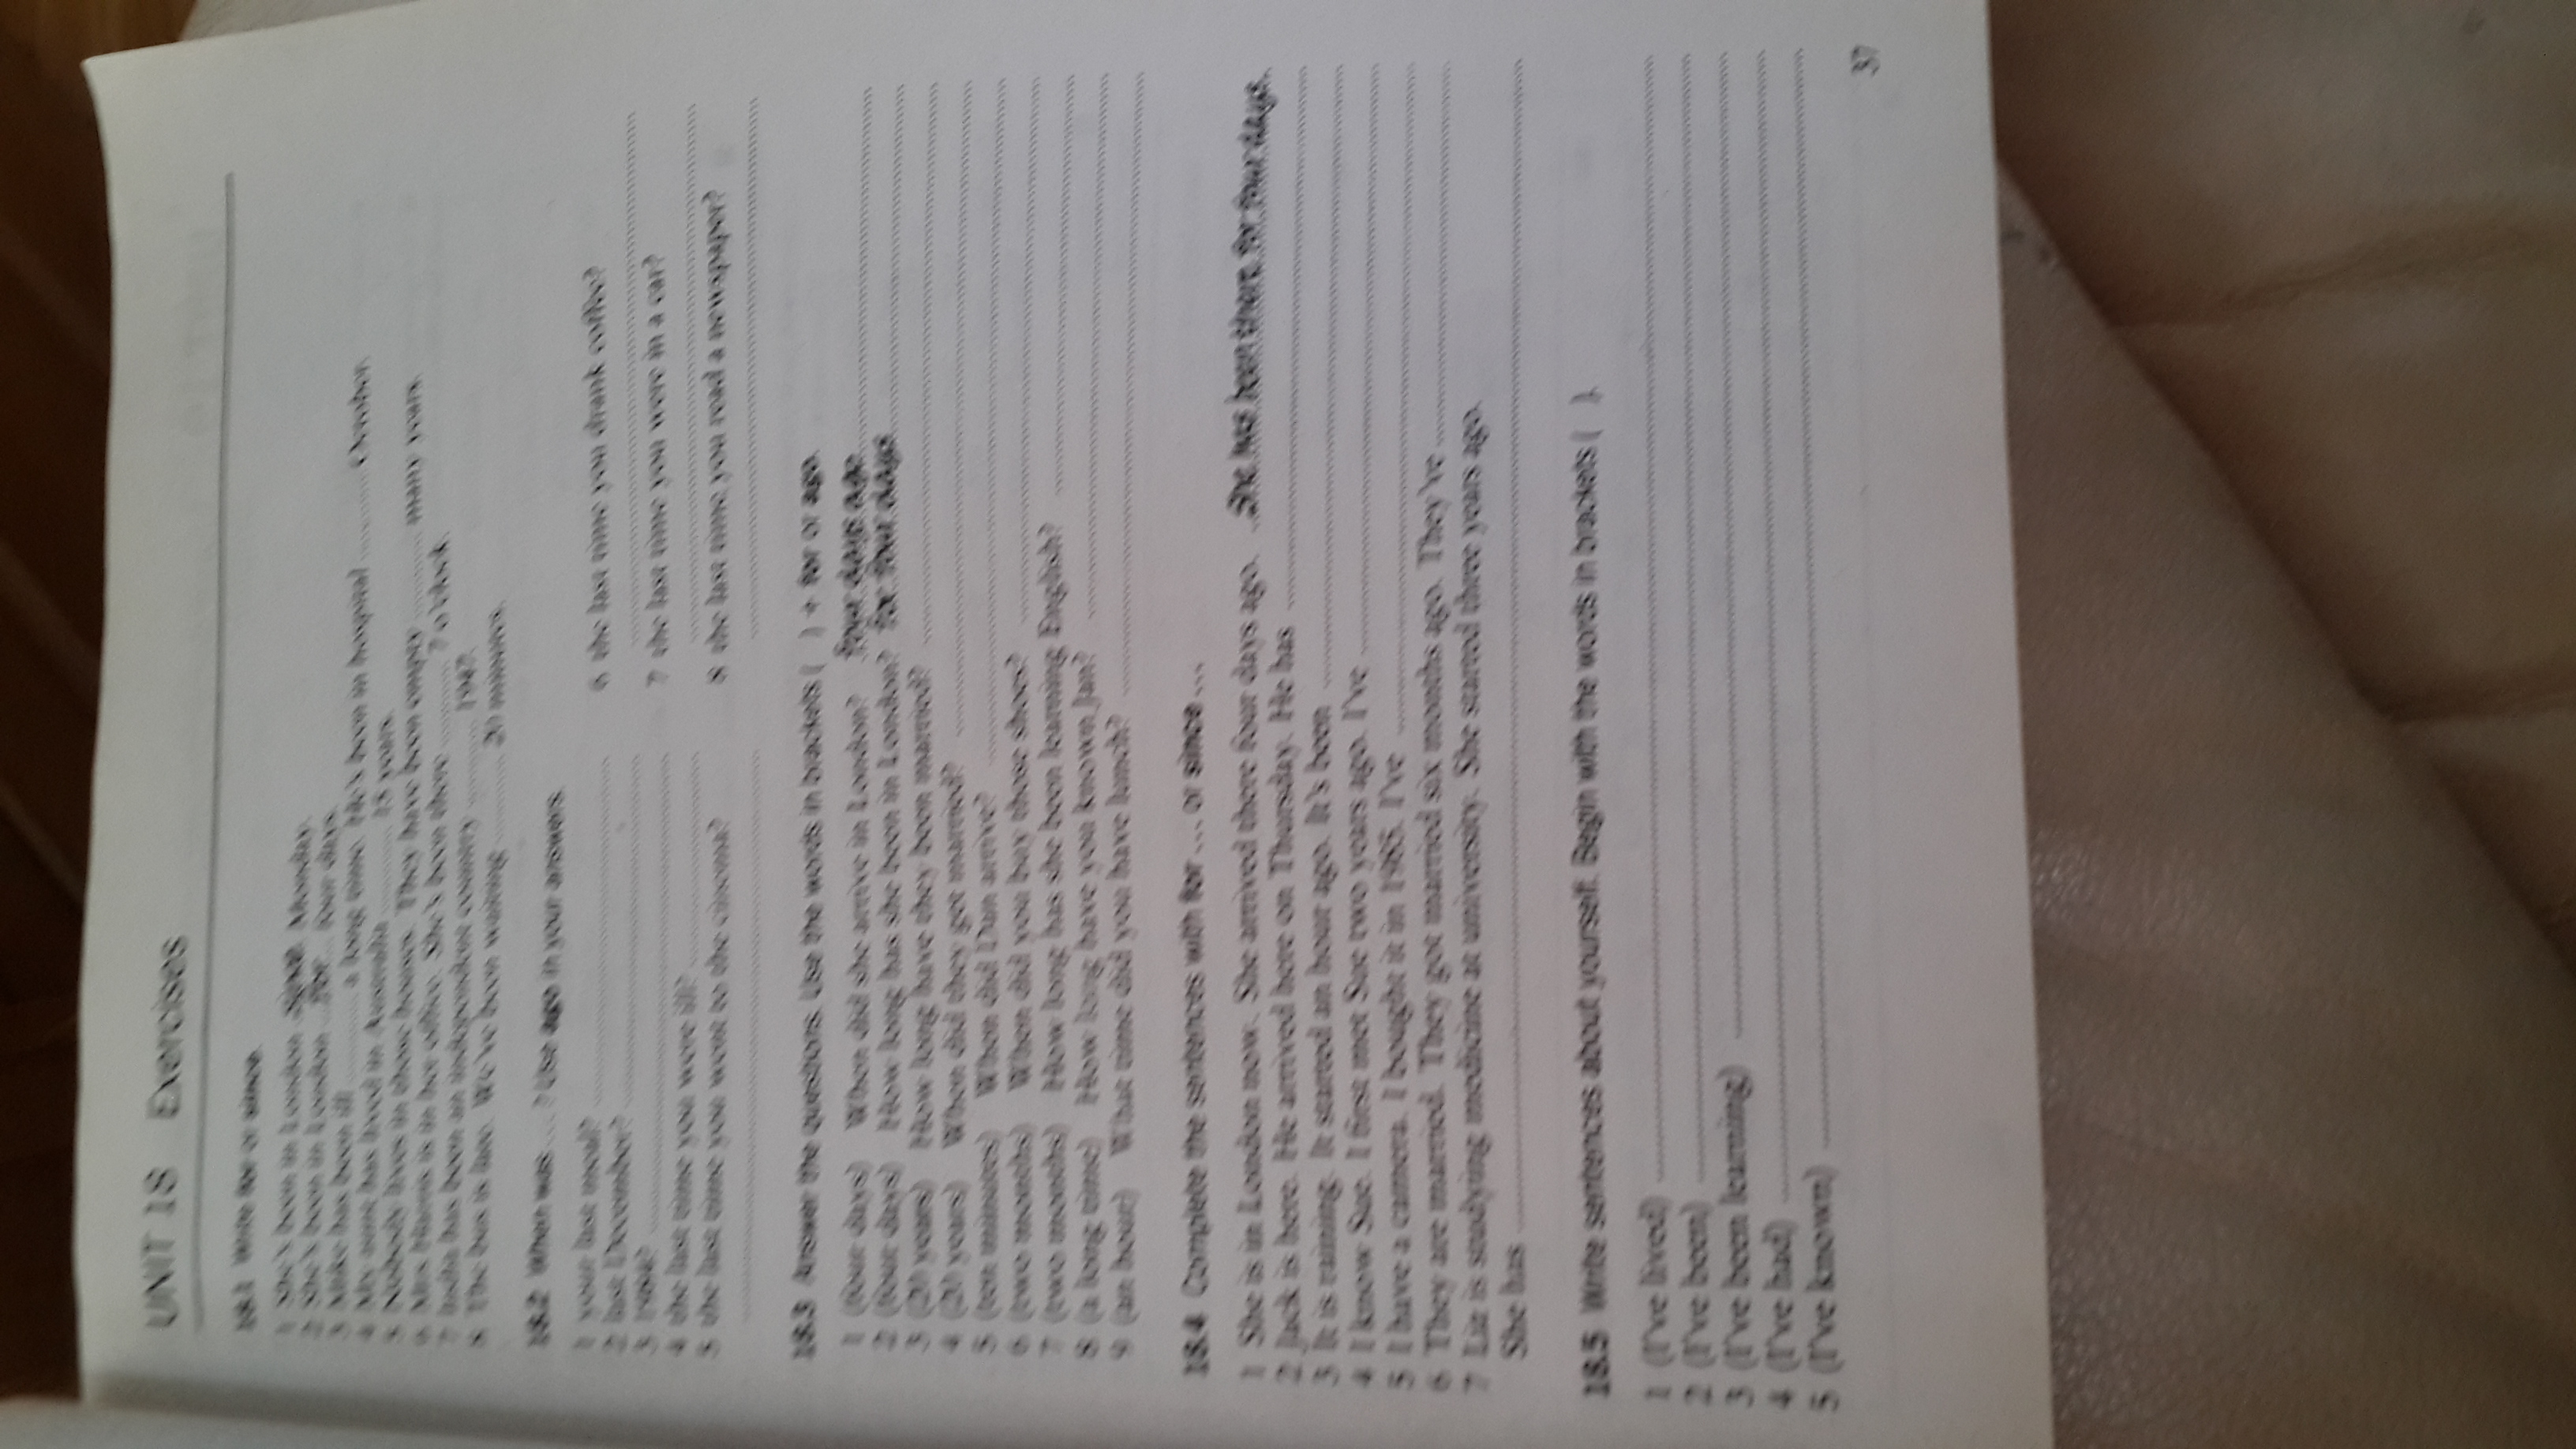 UNIT 18 Exercises
18.1 Write for or since.
1 She's been in London since Monday.
2 She's been in London for four days.
3 Mike has been ill ............ a long time. He's been in hospital ............ October.
4 My aunt has lived in Australia ............ 15 years.
5 Nobody lives in those houses. They have been empty ............ many years.
6 Mrs Harris is in her office. She's been there ............ 7 o'clock.
7 India has been an independent country ............ 1947.
8 The bus is late. We've been waiting ............ 20 minutes.
18.2 When was ... ? Use ago in your answers.
1 your last meal?
2 last December?
3 1984?
4 the last time you were ill?
5 the last time you went to the cinema?
6 the last time you drank coffee?
7 the last time you were in a car?
8 the last time you read a newspaper?
18.3 Answer the questions. Use the words in brackets ( ) + for or ago.
1 (four days) When did she arrive in London? four days ago
2 (four days) How long has she been in London? for four days
3 (20 years) How long have they been married?
4 (20 years) When did they get married?
5 (ten minutes) When did Dan arrive?
6 (two months) When did you buy those shoes?
7 (two months) How long has she been learning English?
8 (a long time) How long have you known Jan?
9 (an hour) What time did you have lunch?
18.4 Complete the sentences with for ... or since ...
1 She is in London now. She arrived there four days ago. She has been there for four days.
2 Jack is here. He arrived here on Thursday. He has
3 It is raining. It started an hour ago. It's been
4 I know Sue. I first met Sue two years ago. I've
5 I have a camera. I bought it in 1985. I've
6 They are married. They got married six months ago. They've
7 Liz is studying medicine at university. She started three years ago.
She has
18.5 Write sentences about yourself. Begin with the words in brackets ( ).
1 (I've lived)
2 (I've been)
3 (I've been learning)
4 (I've had)
5 (I've known)
37